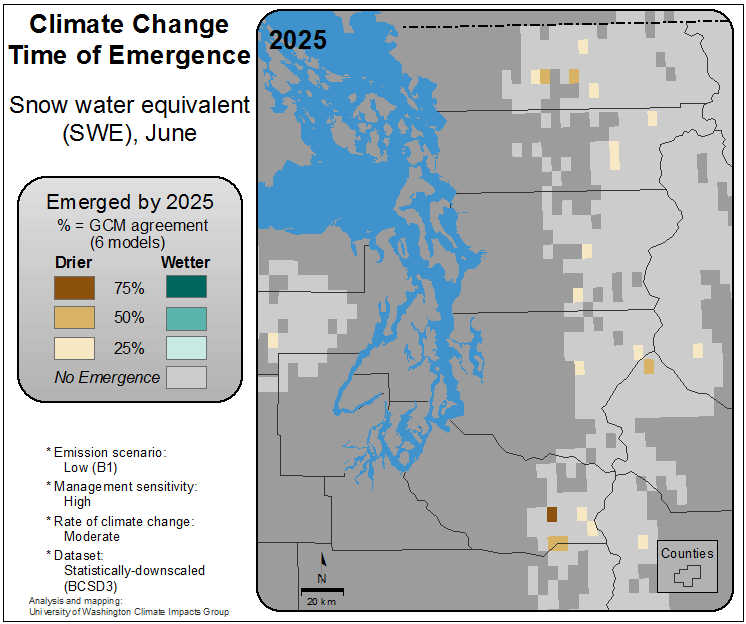 Climate Change
Time of Emergence
Snow water equivalent
(SWE), June
Emerged by 2025
% = GCM agreement
(6 models)
Drier Wetter
75%
50%
25%
No Emergence
* Emission scenario:
Low (B1)
* Management sensitivity:
High
* Rate of climate change:
Moderate
* Dataset:
Statistically-downscaled
(BCSD3)
Analysis and mapping:
University of Washington Climate Impacts Group
2025
N
20 km
Counties